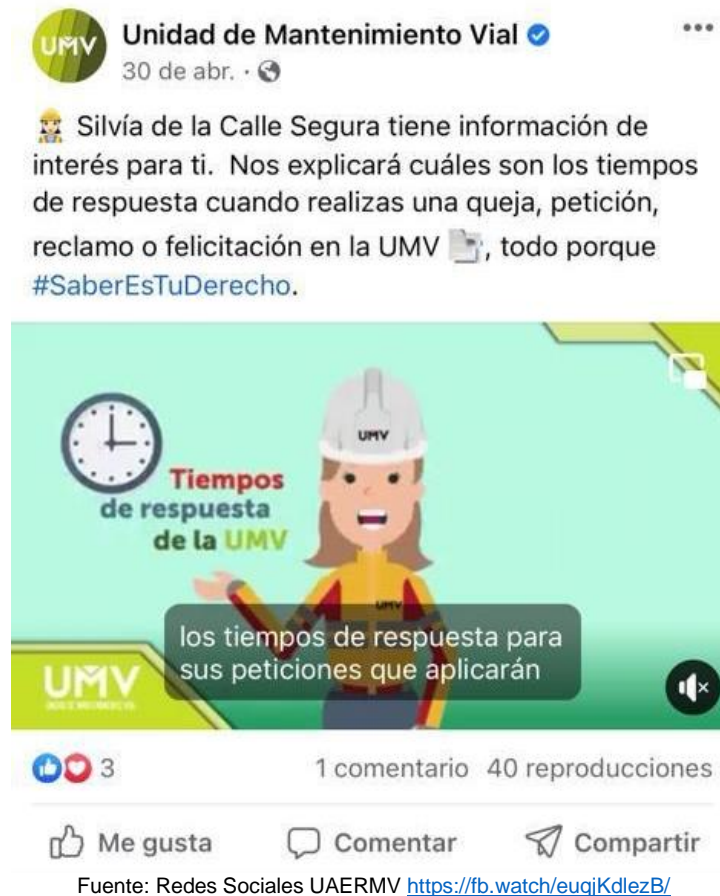 UMV
Unidad de Mantenimiento Vial
30 de abr. ·
Silvía de la Calle Segura tiene información de
interés para ti. Nos explicará cuáles son los tiempos
de respuesta cuando realizas una queja, petición,
reclamo o felicitación en la UMV , todo porque
#SaberEsTuDerecho.
UMV
Tiempos
de respuesta
de la UMV
UMV
los tiempos de respuesta para
sus peticiones que aplicarán
UMV
3
1 comentario 40 reproducciones
Me gusta Comentar Compartir
Fuente: Redes Sociales UAERMV https://fb.watch/euqjKdlezB/